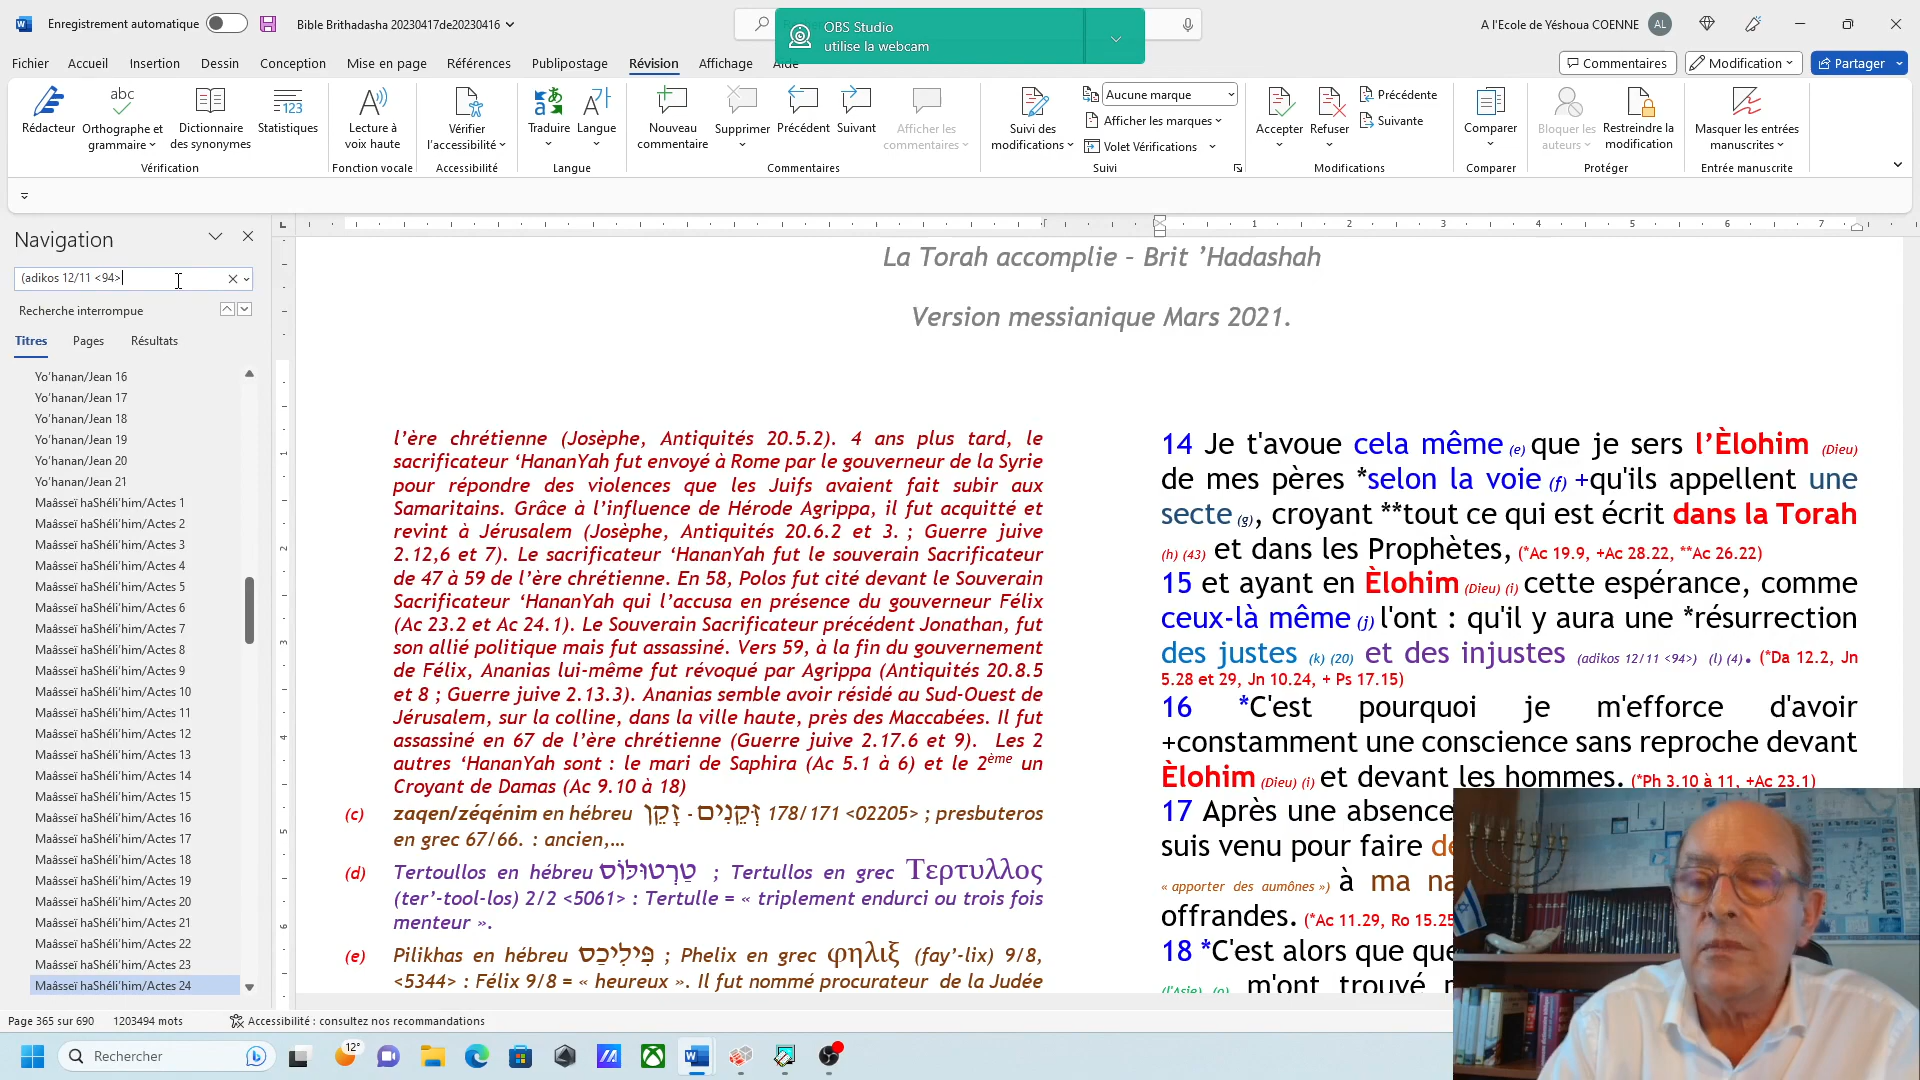 Enregistrement automatique
Bible Brithadasha 20230417de20230416
OBS Studio
utilise la webcam
A l'Ecole de Yéshoua COENNE
AL
Fichier Accueil Insertion Dessin Conception Mise en page Références Publipostage Révision Affichage Aide
Commentaires Modification Partager
Rédacteur
Orthographe et grammaire
Dictionnaire des synonymes
Statistiques
Lecture à voix haute
Vérifier l'accessibilité
Traduire
Langue
Nouveau commentaire
Supprimer
Précédent
Suivant
Afficher les commentaires
Suivi des modifications
Aucune marque
Afficher les marques
Volet Vérifications
Accepter
Refuser
Précédente
Suivante
Comparer
Bloquer les auteurs
Restreindre la modification
Masquer les entrées manuscrites
Vérification Fonction vocale Accessibilité Langue Commentaires Suivi Modifications Comparer Protéger Entrée manuscrite
Navigation
(adikos 12/11 <94>
Recherche interrompue
Titres Pages Résultats
Yo'hanan/Jean 16
Yo'hanan/Jean 17
Yo'hanan/Jean 18
Yo'hanan/Jean 19
Yo'hanan/Jean 20
Yo'hanan/Jean 21
Maâsseï haShéli'him/Actes 1
Maâsseï haShéli'him/Actes 2
Maâsseï haShéli'him/Actes 3
Maâsseï haShéli'him/Actes 4
Maâsseï haShéli'him/Actes 5
Maâsseï haShéli'him/Actes 6
Maâsseï haShéli'him/Actes 7
Maâsseï haShéli'him/Actes 8
Maâsseï haShéli'him/Actes 9
Maâsseï haShéli'him/Actes 10
Maâsseï haShéli'him/Actes 11
Maâsseï haShéli'him/Actes 12
Maâsseï haShéli'him/Actes 13
Maâsseï haShéli'him/Actes 14
Maâsseï haShéli'him/Actes 15
Maâsseï haShéli'him/Actes 16
Maâsseï haShéli'him/Actes 17
Maâsseï haShéli'him/Actes 18
Maâsseï haShéli'him/Actes 19
Maâsseï haShéli'him/Actes 20
Maâsseï haShéli'him/Actes 21
Maâsseï haShéli'him/Actes 22
Maâsseï haShéli'him/Actes 23
Maâsseï haShéli'him/Actes 24
1 2 3 4 5 6 7
La Torah accomplie – Brit 'Hadashah
Version messianique Mars 2021.
l'ère chrétienne (Josèphe, Antiquités 20.5.2). 4 ans plus tard, le
sacrificateur 'HananYah fut envoyé à Rome par le gouverneur de la Syrie
pour répondre des violences que les Juifs avaient fait subir aux
Samaritains. Grâce à l'influence de Hérode Agrippa, il fut acquitté et
revint à Jérusalem (Josèphe, Antiquités 20.6.2 et 3. ; Guerre juive
2.12,6 et 7). Le sacrificateur 'HananYah fut le souverain Sacrificateur
de 47 à 59 de l'ère chrétienne. En 58, Polos fut cité devant le Souverain
Sacrificateur 'HananYah qui l'accusa en présence du gouverneur Félix
(Ac 23.2 et Ac 24.1). Le Souverain Sacrificateur précédent Jonathan, fut
son allié politique mais fut assassiné. Vers 59, à la fin du gouvernement
de Félix, Ananias lui-même fut révoqué par Agrippa (Antiquités 20.8.5
et 8 ; Guerre juive 2.13.3). Ananias semble avoir résidé au Sud-Ouest de
Jérusalem, sur la colline, dans la ville haute, près des Maccabées. Il fut
assassiné en 67 de l'ère chrétienne (Guerre juive 2.17.6 et 9). Les 2
autres 'HananYah sont : le mari de Saphira (Ac 5.1 à 6) et le 2ème un
Croyant de Damas (Ac 9.10 à 18)
(c) zaqen/zéqénim en hébreu זָקֵן - זְּקֵנִים 178/171 <02205> ; presbuteros
en grec 67/66. : ancien,...
(d) Tertoullos en hébreu טַרְטוּלּוֹס ; Tertullos en grec Τερτυλλος
(ter'-tool-los) 2/2 <5061> : Tertulle = « triplement endurci ou trois fois
menteur ».
(e) Pilikhas en hébreu פִּילִיכַּס ; Phelix en grec φηλιξ (fay'-lix) 9/8,
<5344> : Félix 9/8 = « heureux ». Il fut nommé procurateur de la Judée
14 Je t'avoue cela même (e) que je sers l'Èlohim (Dieu)
de mes pères *selon la voie (f) +qu'ils appellent une
secte (g), croyant **tout ce qui est écrit dans la Torah
(h) (43) et dans les Prophètes, (*Ac 19.9, +Ac 28.22, **Ac 26.22)
15 et ayant en Èlohim (Dieu) (i) cette espérance, comme
ceux-là même (j) l'ont : qu'il y aura une *résurrection
des justes (k) (20) et des injustes (adikos 12/11 <94>) (l) (4). (*Da 12.2, Jn
5.28 et 29, Jn 10.24, + Ps 17.15)
16 *C'est pourquoi je m'efforce d'avoir
+constamment une conscience sans reproche devant
Èlohim (Dieu) (i) et devant les hommes. (*Ph 3.10 à 11, +Ac 23.1)
17 Après une absence
suis venu pour faire
« apporter des aumônes ») à ma
offrandes. (*Ac 11.29, Ro 15.25
18 *C'est alors que
(l'Asie) (o) m'ont trouvé
Page 365 sur 690 1203494 mots Accessibilité : consultez nos recommandations
Rechercher
12°